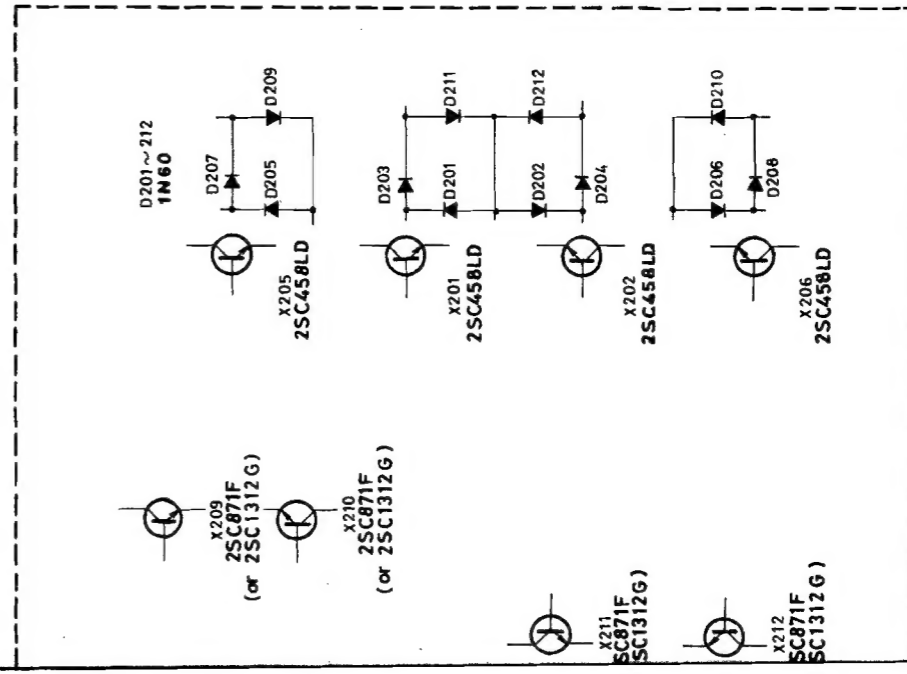 D201~212
1N60
D207
D209
D205
X205
2SC458LD
D203
D211
D201
X201
2SC458LD
D212
D202
D204
X202
2SC458LD
D210
D206
D208
X206
2SC458LD
X209
2SC871F
(or 2SC1312G)
X210
2SC871F
(or 2SC1312G)
X211
SC871F
SC1312G)
X212
SC871F
SC1312G)